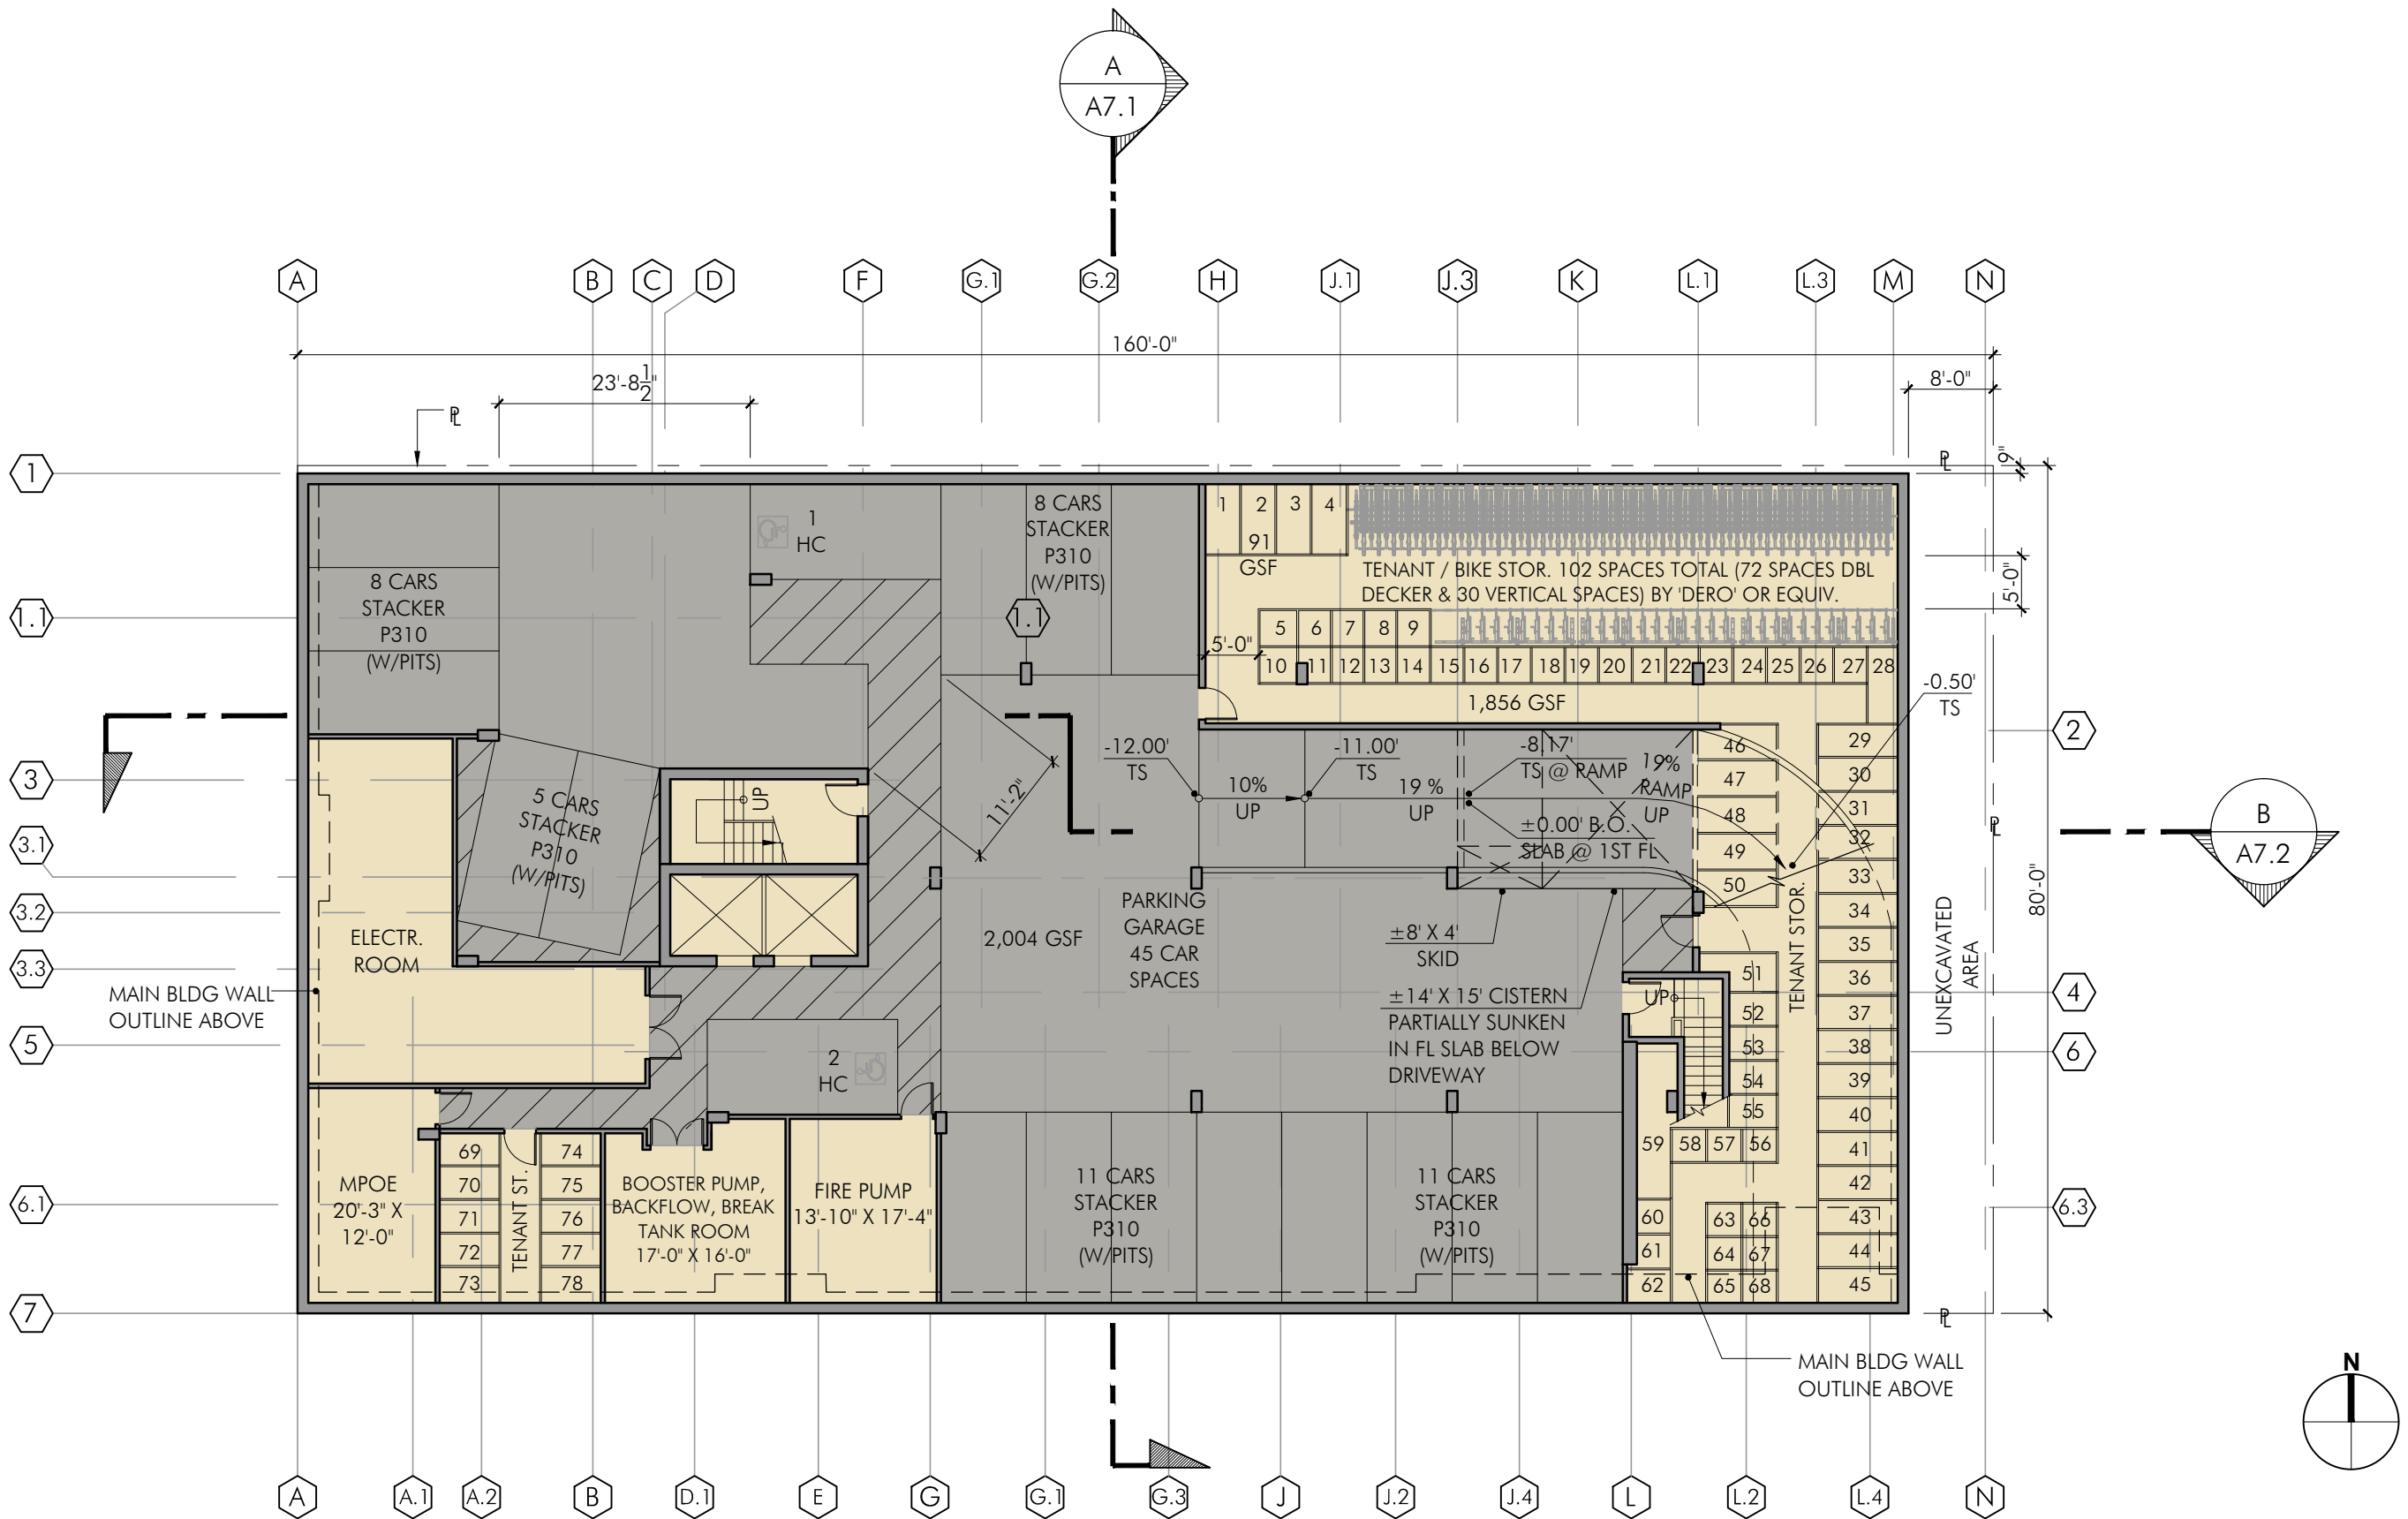 A
A7.1
A B C D F G.1 G.2 H J.1 J.3 K L.1 L.3 M N
160'-0"
23'-8 1/2"
8'-0"
PL
PL
9"
1
1.1
3
3.1
3.2
3.3
5
6.1
7
8 CARS
STACKER
P310
(W/PITS)
1
HC
8 CARS
STACKER
P310
(W/PITS)
1.1
1 2 3 4
91
GSF
TENANT / BIKE STOR. 102 SPACES TOTAL (72 SPACES DBL
DECKER & 30 VERTICAL SPACES) BY 'DERO' OR EQUIV.
5'-0"
5'-0"
5 6 7 8 9
10 11 12 13 14 15 16 17 18 19 20 21 22 23 24 25 26 27 28
1,856 GSF
-0.50'
TS
2
-12.00'
TS
-11.00'
TS
-8.17'
TS @ RAMP
19%
RAMP
UP
10%
UP
19 %
UP
±0.00' B.O.
SLAB @ 1ST FL
11'-2"
UP
5 CARS
STACKER
P310
(W/PITS)
46
47
48
49
50
29
30
31
32
33
34
35
36
37
38
39
40
41
42
43
44
45
B
A7.2
PL
80'-0"
UNEXCAVATED
AREA
TENANT STOR.
ELECTR.
ROOM
MAIN BLDG WALL
OUTLINE ABOVE
2,004 GSF
PARKING
GARAGE
45 CAR
SPACES
±8' X 4'
SKID
±14' X 15' CISTERN
PARTIALLY SUNKEN
IN FL SLAB BELOW
DRIVEWAY
UP
51
52
53
54
55
59 58 57 56
60
61
62
63 66
64 67
65 68
4
6
6.3
2
HC
MPOE
20'-3" X
12'-0"
69
70
71
72
73
TENANT ST.
74
75
76
77
78
BOOSTER PUMP,
BACKFLOW, BREAK
TANK ROOM
17'-0" X 16'-0"
FIRE PUMP
13'-10" X 17'-4"
11 CARS
STACKER
P310
(W/PITS)
11 CARS
STACKER
P310
(W/PITS)
PL
MAIN BLDG WALL
OUTLINE ABOVE
N
A A.1 A.2 B D.1 E G G.1 G.3 J J.2 J.4 L L.2 L.4 N